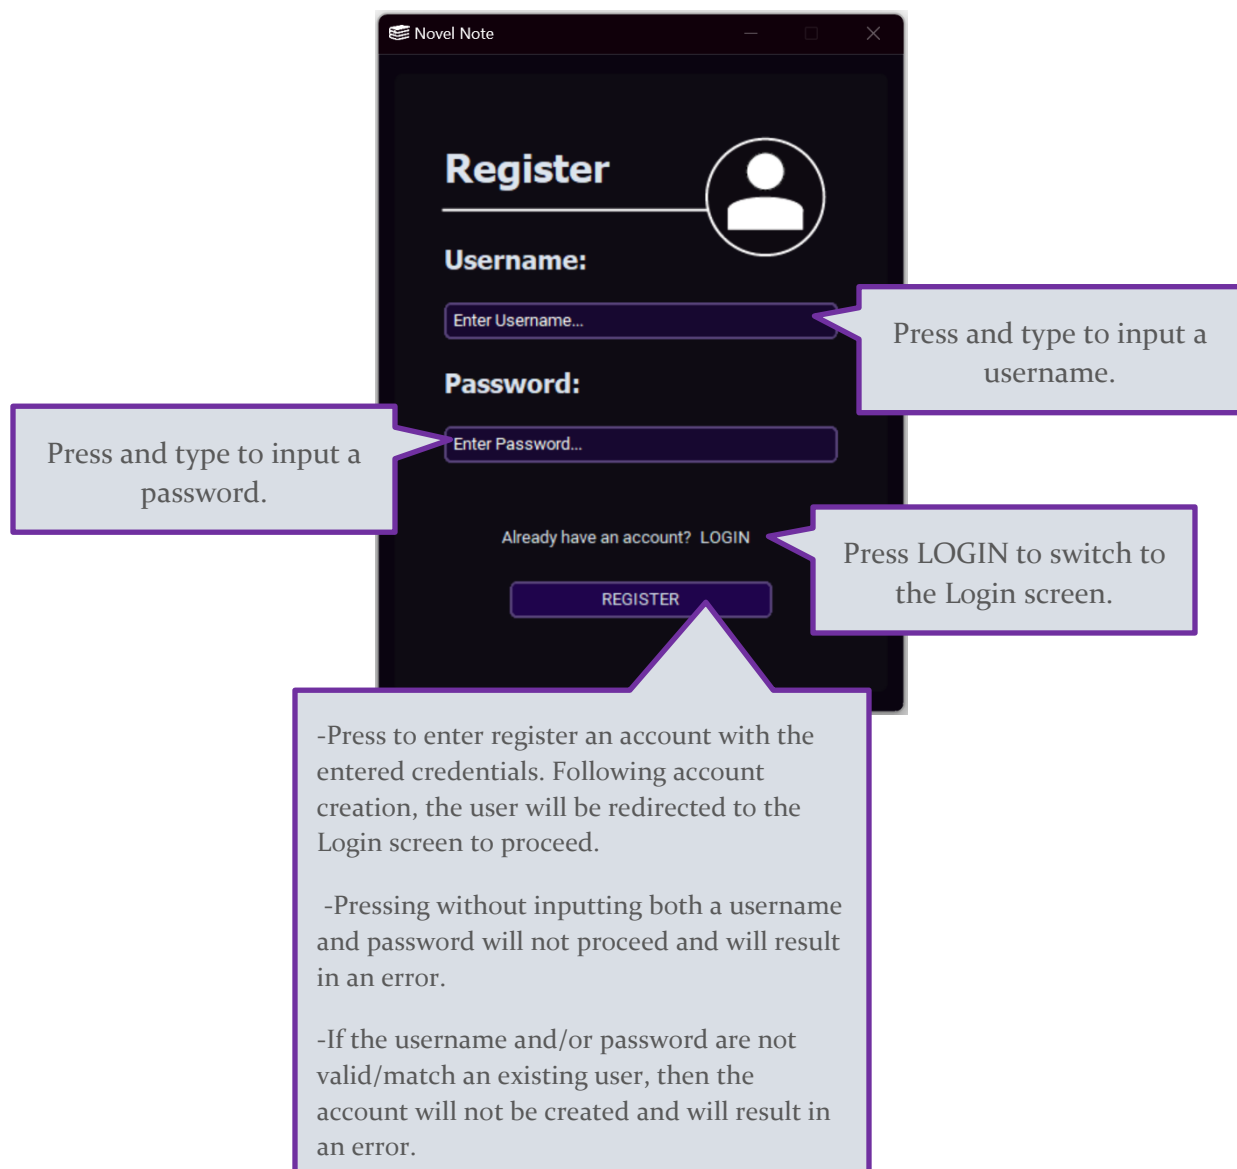 Novel Note
Register
Username:
Enter Username...
Press and type to input a
username.
Password:
Enter Password...
Press and type to input a
password.
Already have an account? LOGIN
Press LOGIN to switch to
the Login screen.
REGISTER
-Press to enter register an account with the
entered credentials. Following account
creation, the user will be redirected to the
Login screen to proceed.
-Pressing without inputting both a username
and password will not proceed and will result
in an error.
-If the username and/or password are not
valid/match an existing user, then the
account will not be created and will result in
an error.